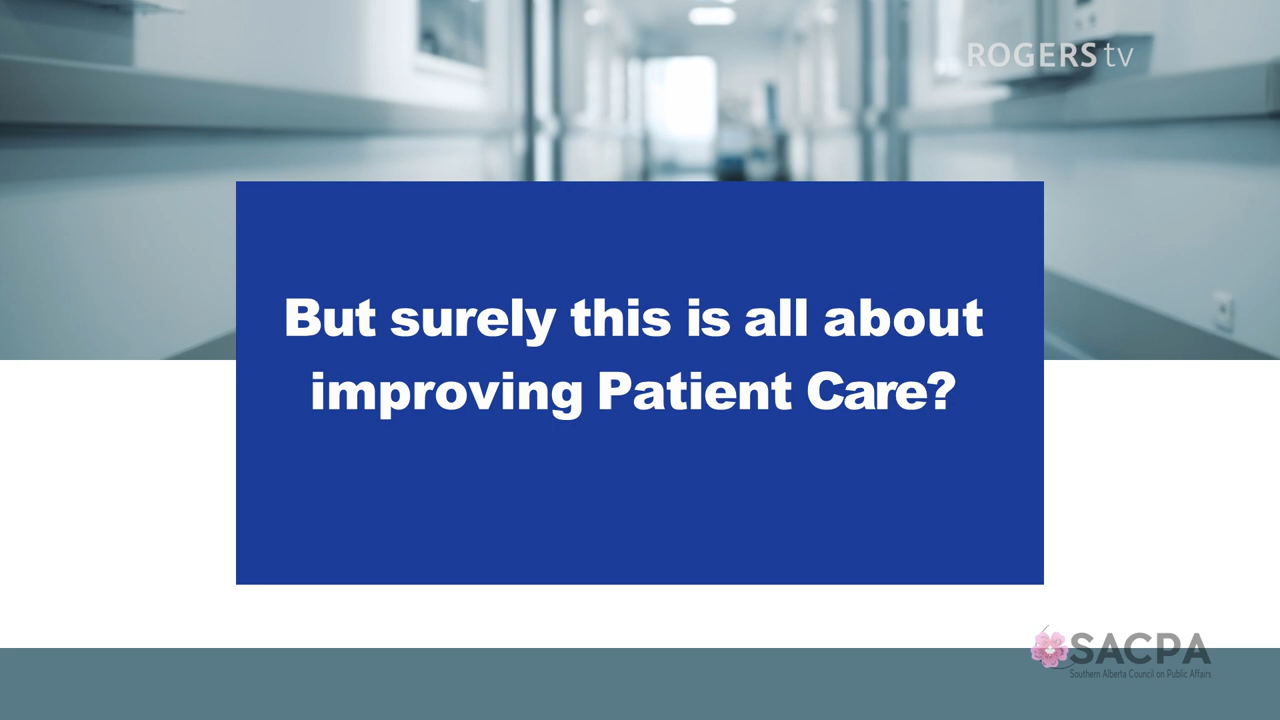 ROGERS tv
But surely this is all about
improving Patient Care?
SACPA
Southern Alberta Council on Public Affairs